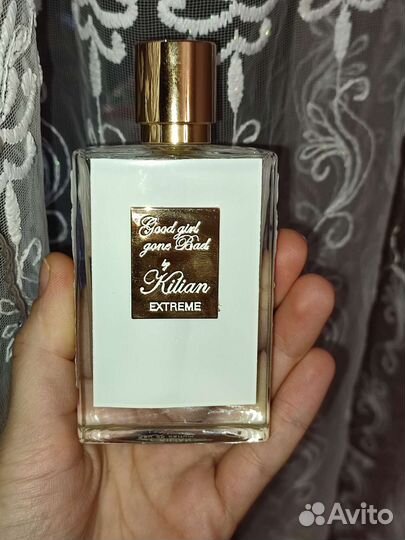 Good girl
gone Bad
by
Kilian
EXTREME
Avito